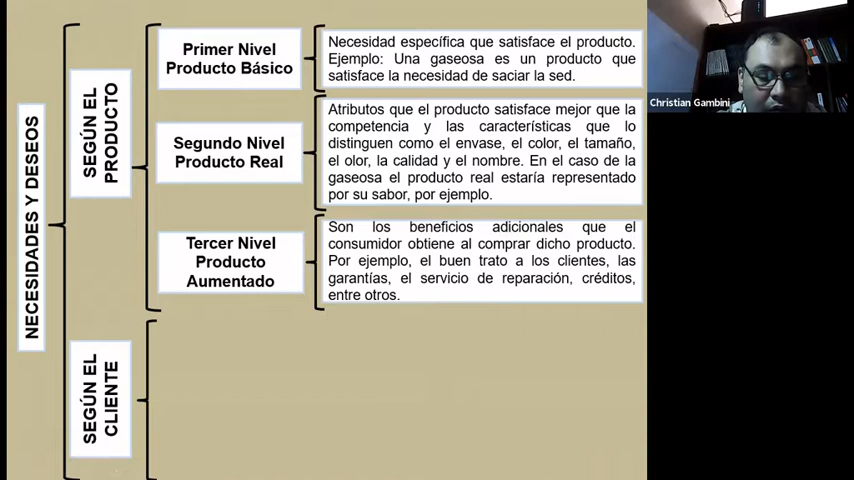 NECESIDADES Y DESEOS
SEGÚN EL
PRODUCTO
Primer Nivel
Producto Básico
Necesidad específica que satisface el producto.
Ejemplo: Una gaseosa es un producto que
satisface la necesidad de saciar la sed.
Segundo Nivel
Producto Real
Atributos que el producto satisface mejor que la
competencia y las características que lo
distinguen como el envase, el color, el tamaño,
el olor, la calidad y el nombre. En el caso de la
gaseosa el producto real estaría representado
por su sabor, por ejemplo.
Tercer Nivel
Producto
Aumentado
Son los beneficios adicionales que el
consumidor obtiene al comprar dicho producto.
Por ejemplo, el buen trato a los clientes, las
garantías, el servicio de reparación, créditos,
entre otros.
SEGÚN EL
CLIENTE
Christian Gambini